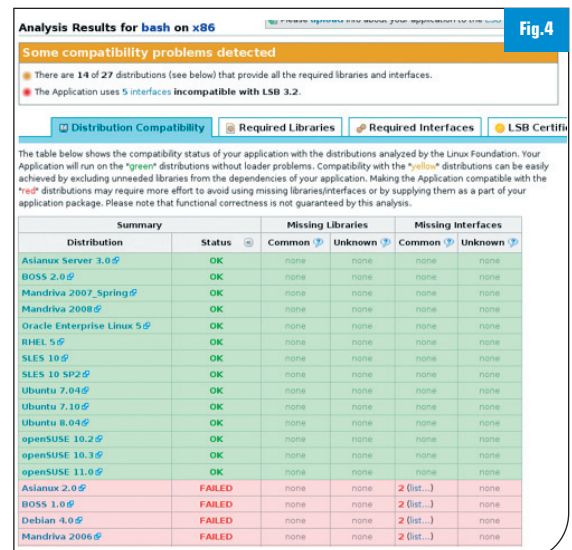 Fig.4
Analysis Results for bash on x86
Please upload info about your application to the LSB
Some compatibility problems detected
There are 14 of 27 distributions (see below) that provide all the required libraries and interfaces.
The Application uses 5 interfaces incompatible with LSB 3.2.
Distribution Compatibility Required Libraries Required Interfaces LSB Certifi
The table below shows the compatibility status of your application with the distributions analyzed by the Linux Foundation. Your
Application will run on the "green" distributions without loader problems. Compatibility with the "yellow" distributions can be easily
achieved by excluding unneeded libraries from the dependencies of your application. Making the Application compatible with the
"red" distributions may require more effort to avoid using missing libraries/interfaces or by supplying them as a part of your
application package. Please note that functional correctness is not guaranteed by this analysis.
Summary Missing Libraries Missing Interfaces
Distribution Status Common Unknown Common Unknown
Asianux Server 3.0 OK none none none none
BOSS 2.0 OK none none none none
Mandriva 2007_Spring OK none none none none
Mandriva 2008 OK none none none none
Oracle Enterprise Linux 5 OK none none none none
RHEL 5 OK none none none none
SLES 10 OK none none none none
SLES 10 SP2 OK none none none none
Ubuntu 7.04 OK none none none none
Ubuntu 7.10 OK none none none none
Ubuntu 8.04 OK none none none none
openSUSE 10.2 OK none none none none
openSUSE 10.3 OK none none none none
openSUSE 11.0 OK none none none none
Asianux 2.0 FAILED none none 2 (list...) none
BOSS 1.0 FAILED none none 2 (list...) none
Debian 4.0 FAILED none none 2 (list...) none
Mandriva 2006 FAILED none none 2 (list...) none